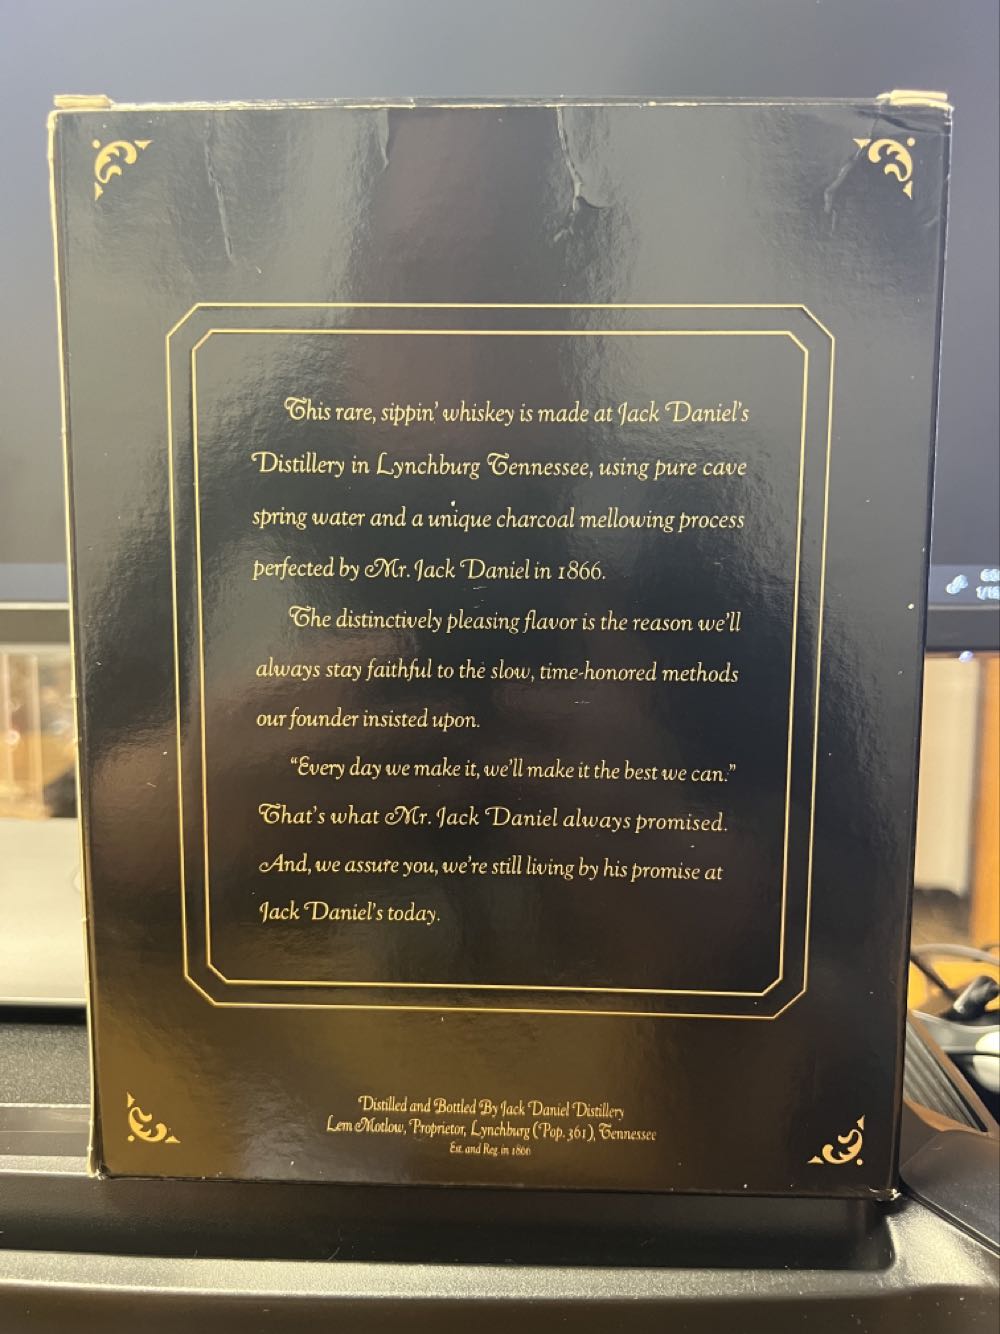 This rare, sippin' whiskey is made at Jack Daniel's
Distillery in Lynchburg Tennessee, using pure cave
spring water and a unique charcoal mellowing process
perfected by Mr. Jack Daniel in 1866.
The distinctively pleasing flavor is the reason we'll
always stay faithful to the slow, time-honored methods
our founder insisted upon.
“Every day we make it, we'll make it the best we can.”
That's what Mr. Jack Daniel always promised.
And, we assure you, we're still living by his promise at
Jack Daniel's today.
Distilled and Bottled By Jack Daniel Distillery
Lem Motlow, Proprietor, Lynchburg (Pop. 361), Tennessee
Est. and Reg. in 1866